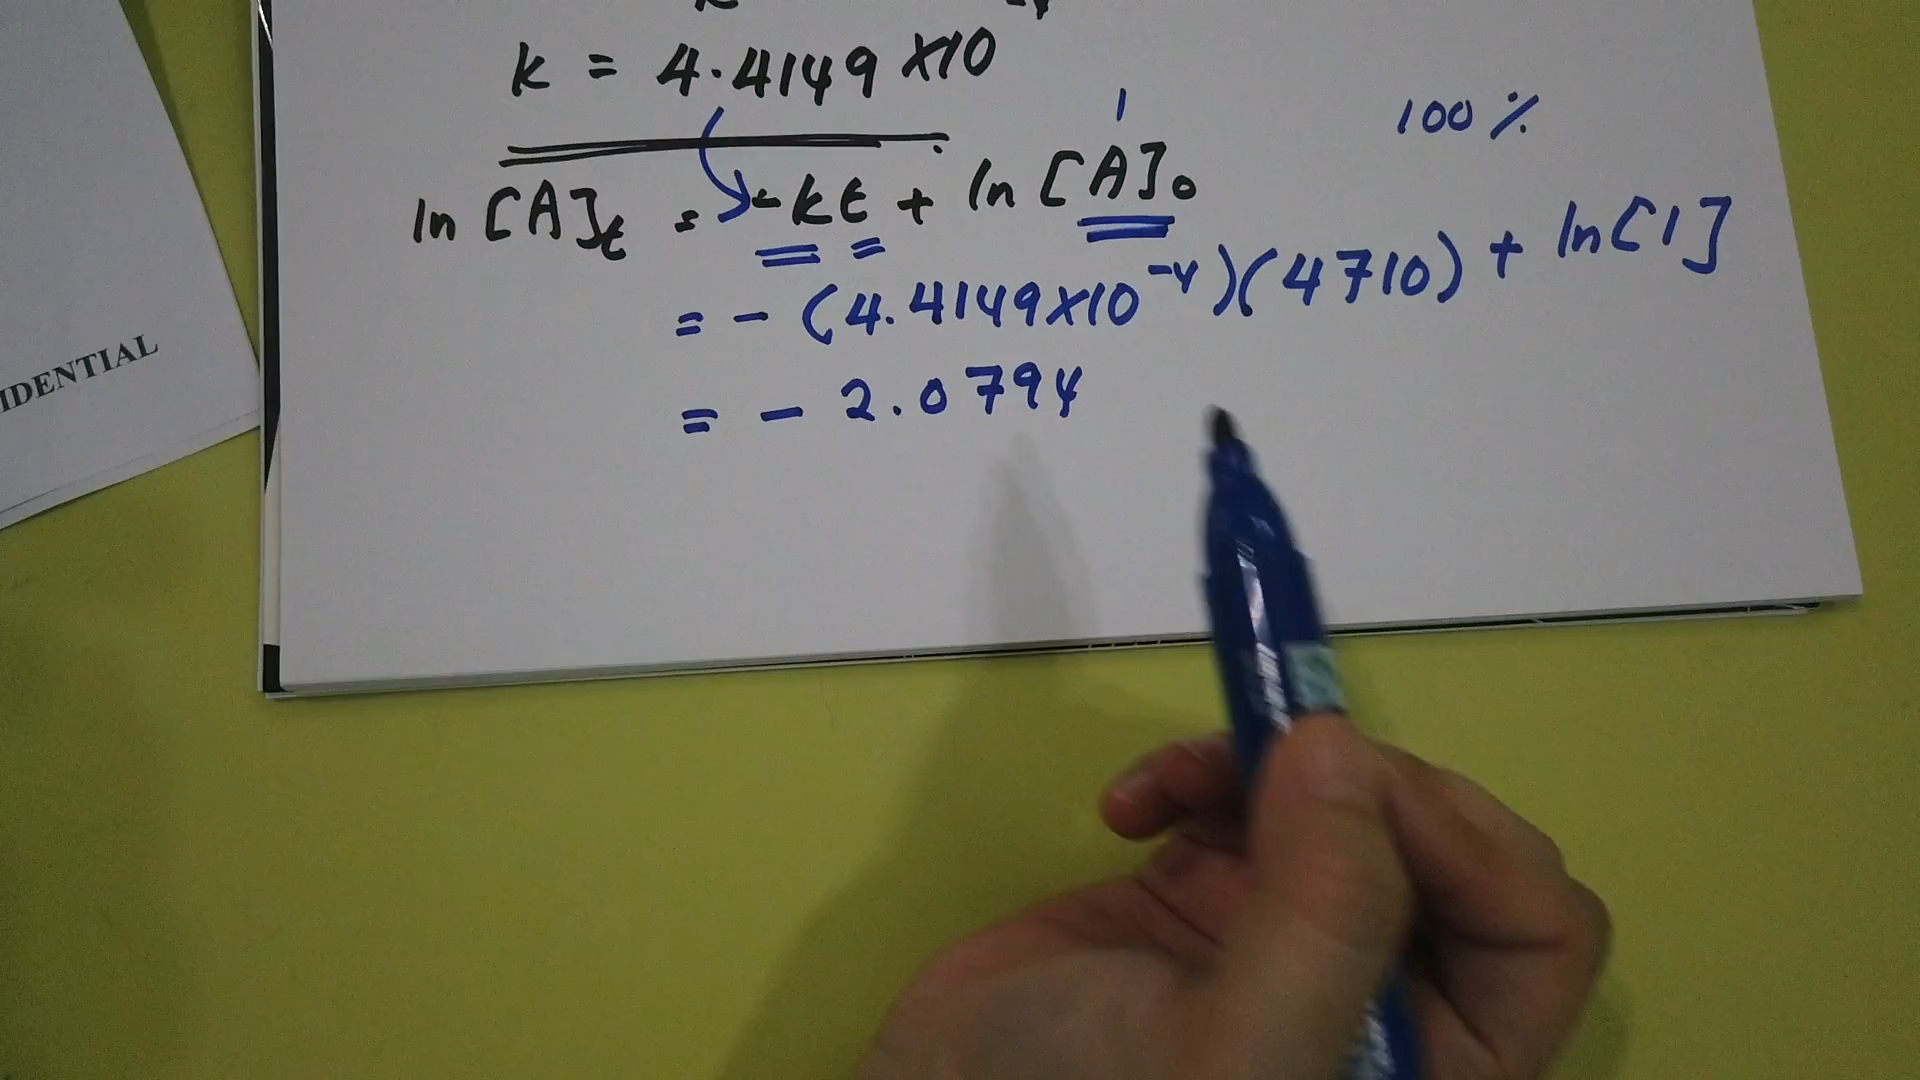 k = 4.4149 x10
1 100 %
ln [A]t = -kt + ln [A]0
= - (4.4149x10^-4)(4710) + ln[1]
= - 2.0794
IDENTIAL